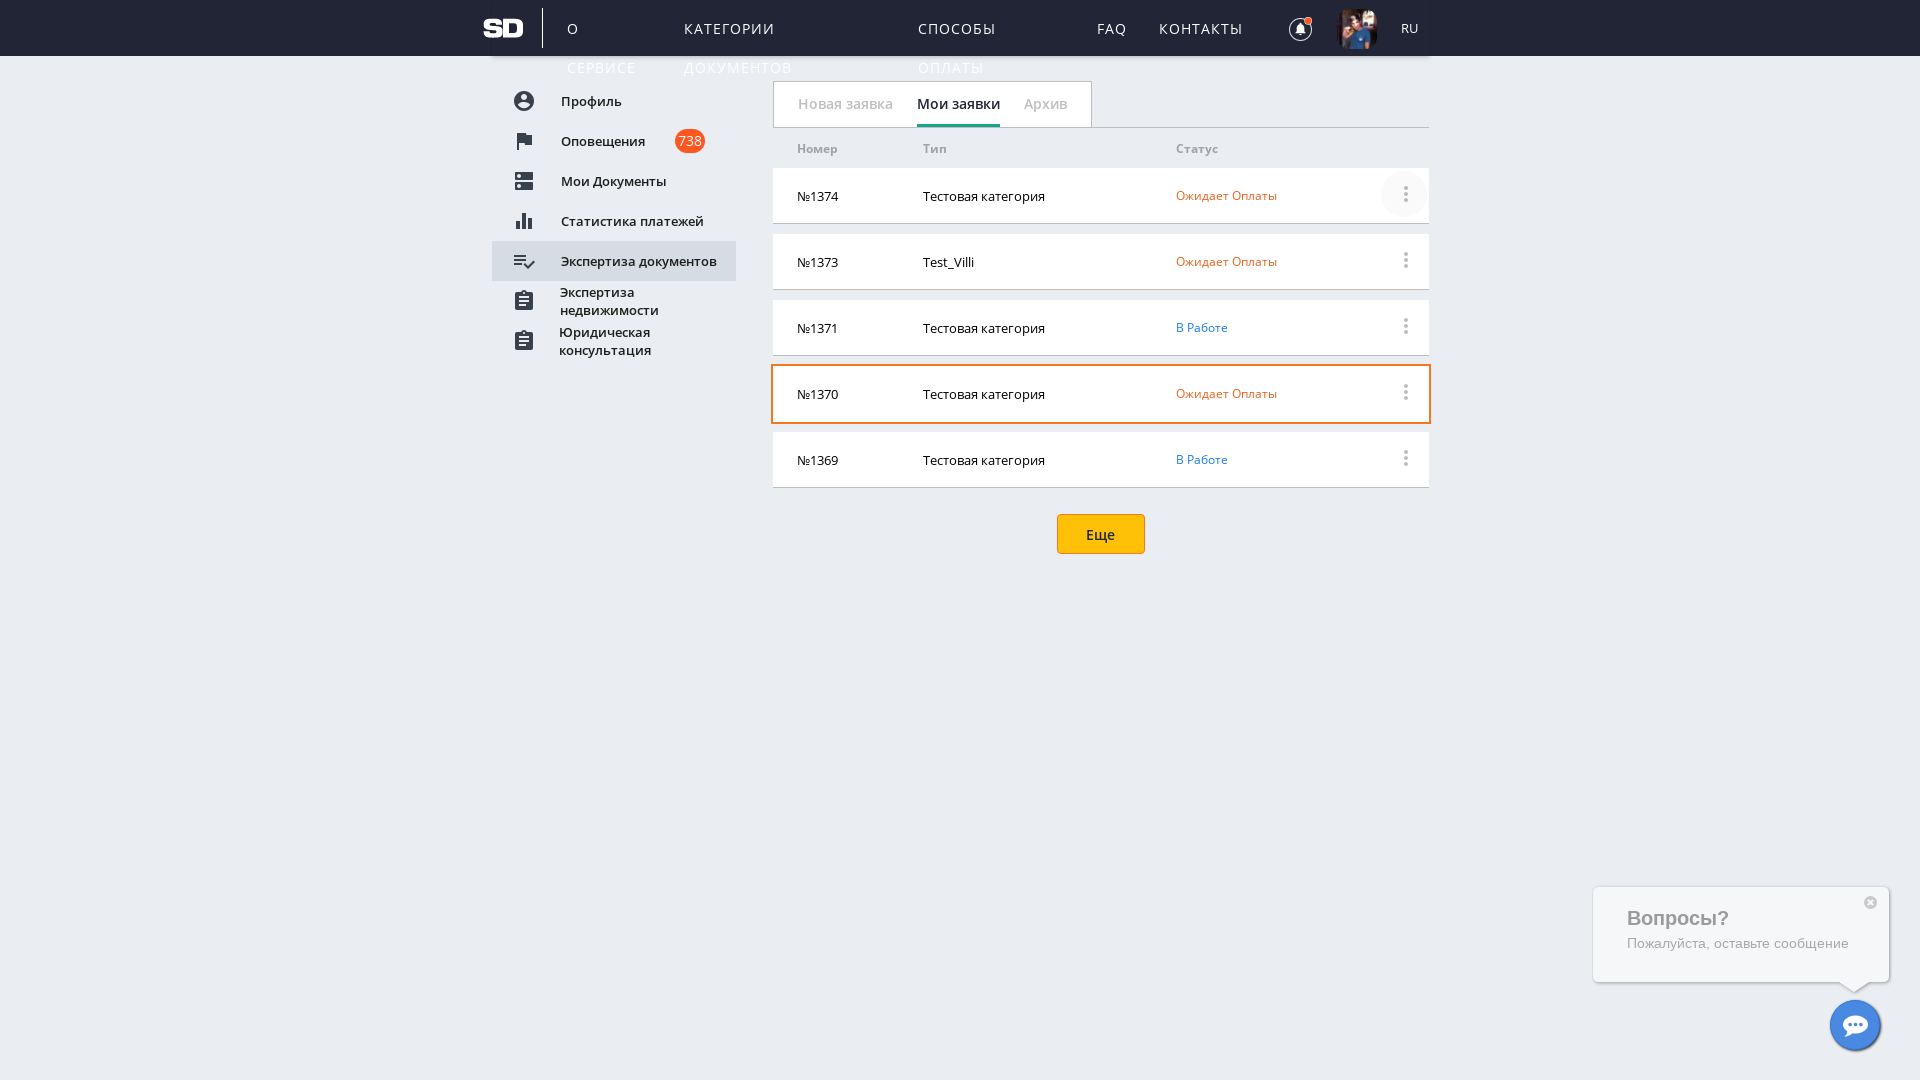 SD
О СЕРВИСЕ
КАТЕГОРИИ ДОКУМЕНТОВ
СПОСОБЫ ОПЛАТЫ
FAQ
КОНТАКТЫ
RU
Профиль
Оповещения 738
Мои Документы
Статистика платежей
Экспертиза документов
Экспертиза
недвижимости
Юридическая
консультация
Новая заявка Мои заявки Архив
Номер Тип Статус
№1374 Тестовая категория Ожидает Оплаты
№1373 Test_Villi Ожидает Оплаты
№1371 Тестовая категория В Работе
№1370 Тестовая категория Ожидает Оплаты
№1369 Тестовая категория В Работе
Еще
Вопросы?
Пожалуйста, оставьте сообщение